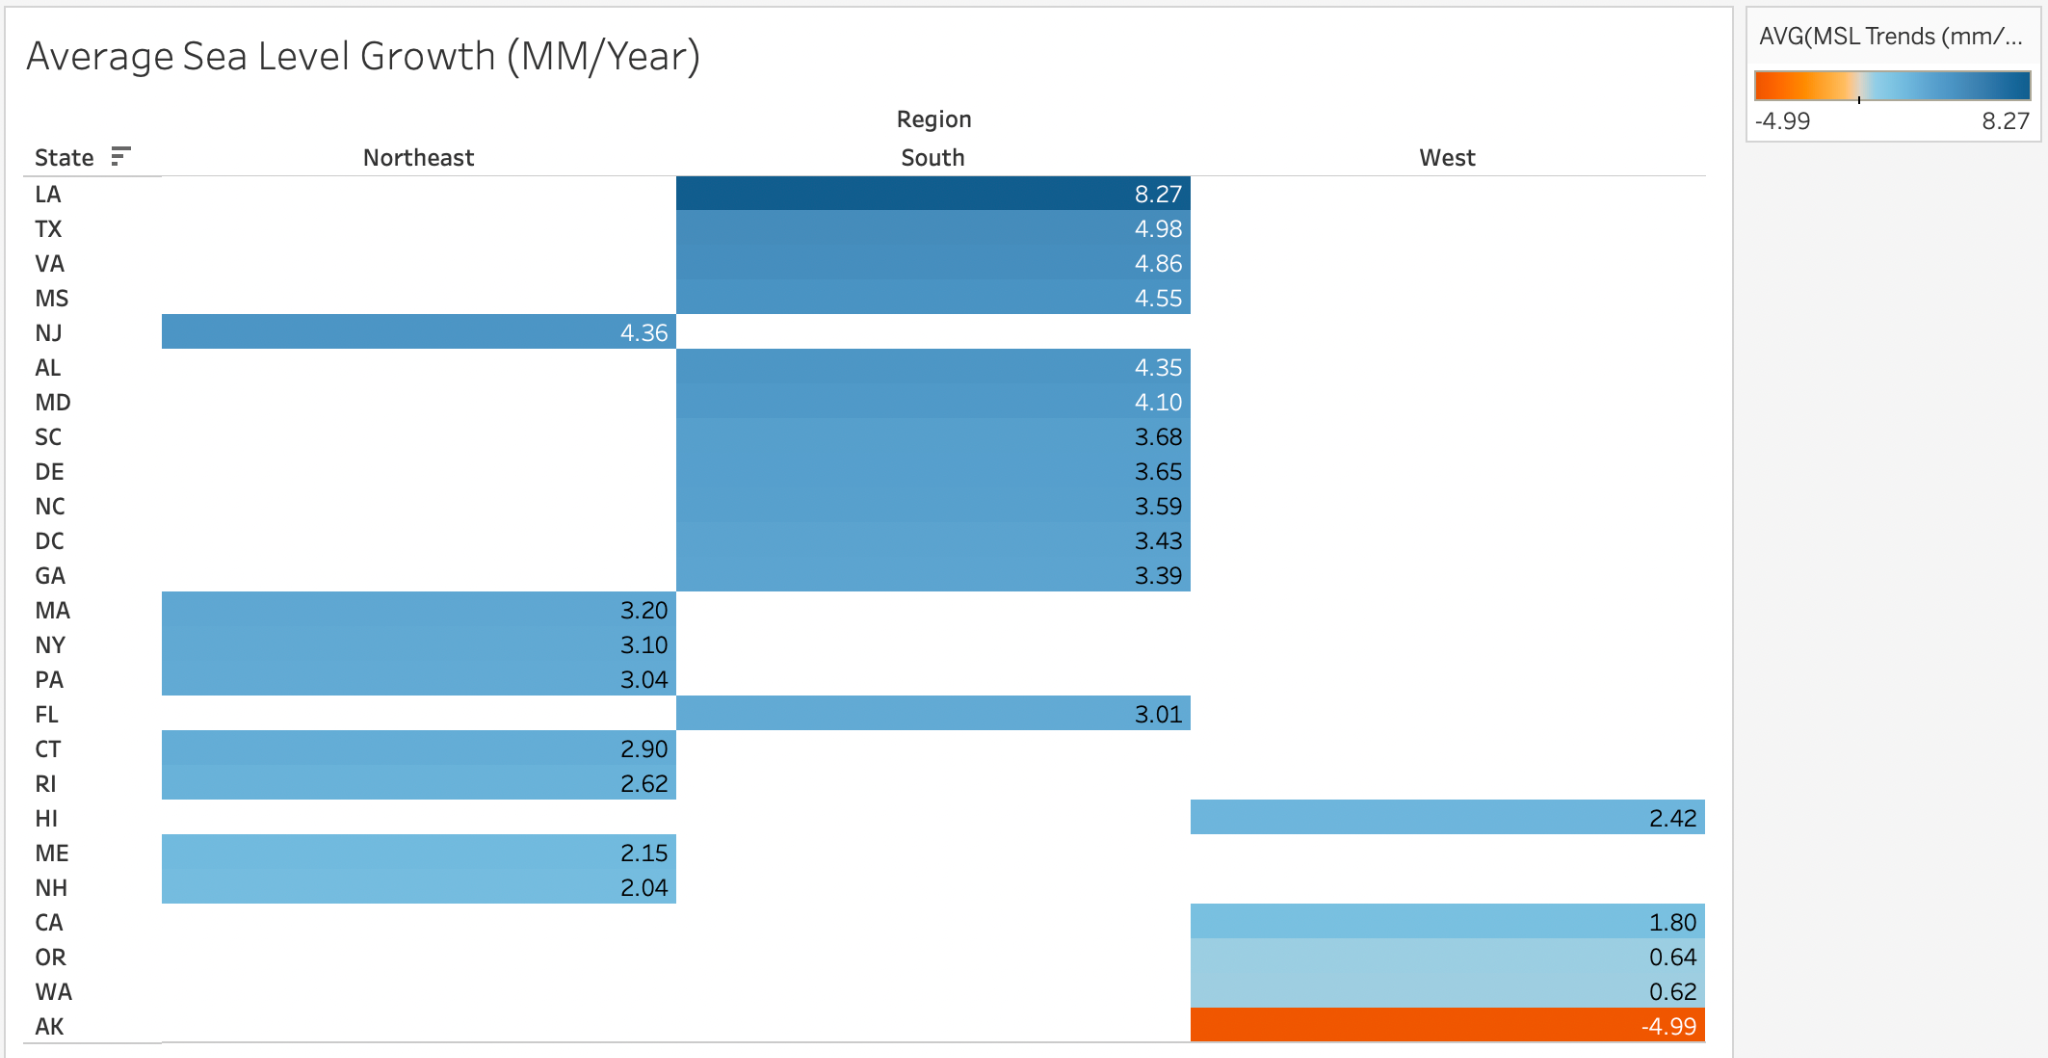 Average Sea Level Growth (MM/Year)
Region
State Northeast South West
LA 8.27
TX 4.98
VA 4.86
MS 4.55
NJ 4.36
AL 4.35
MD 4.10
SC 3.68
DE 3.65
NC 3.59
DC 3.43
GA 3.39
MA 3.20
NY 3.10
PA 3.04
FL 3.01
CT 2.90
RI 2.62
HI 2.42
ME 2.15
NH 2.04
CA 1.80
OR 0.64
WA 0.62
AK -4.99
AVG(MSL Trends (mm/...
-4.99 8.27